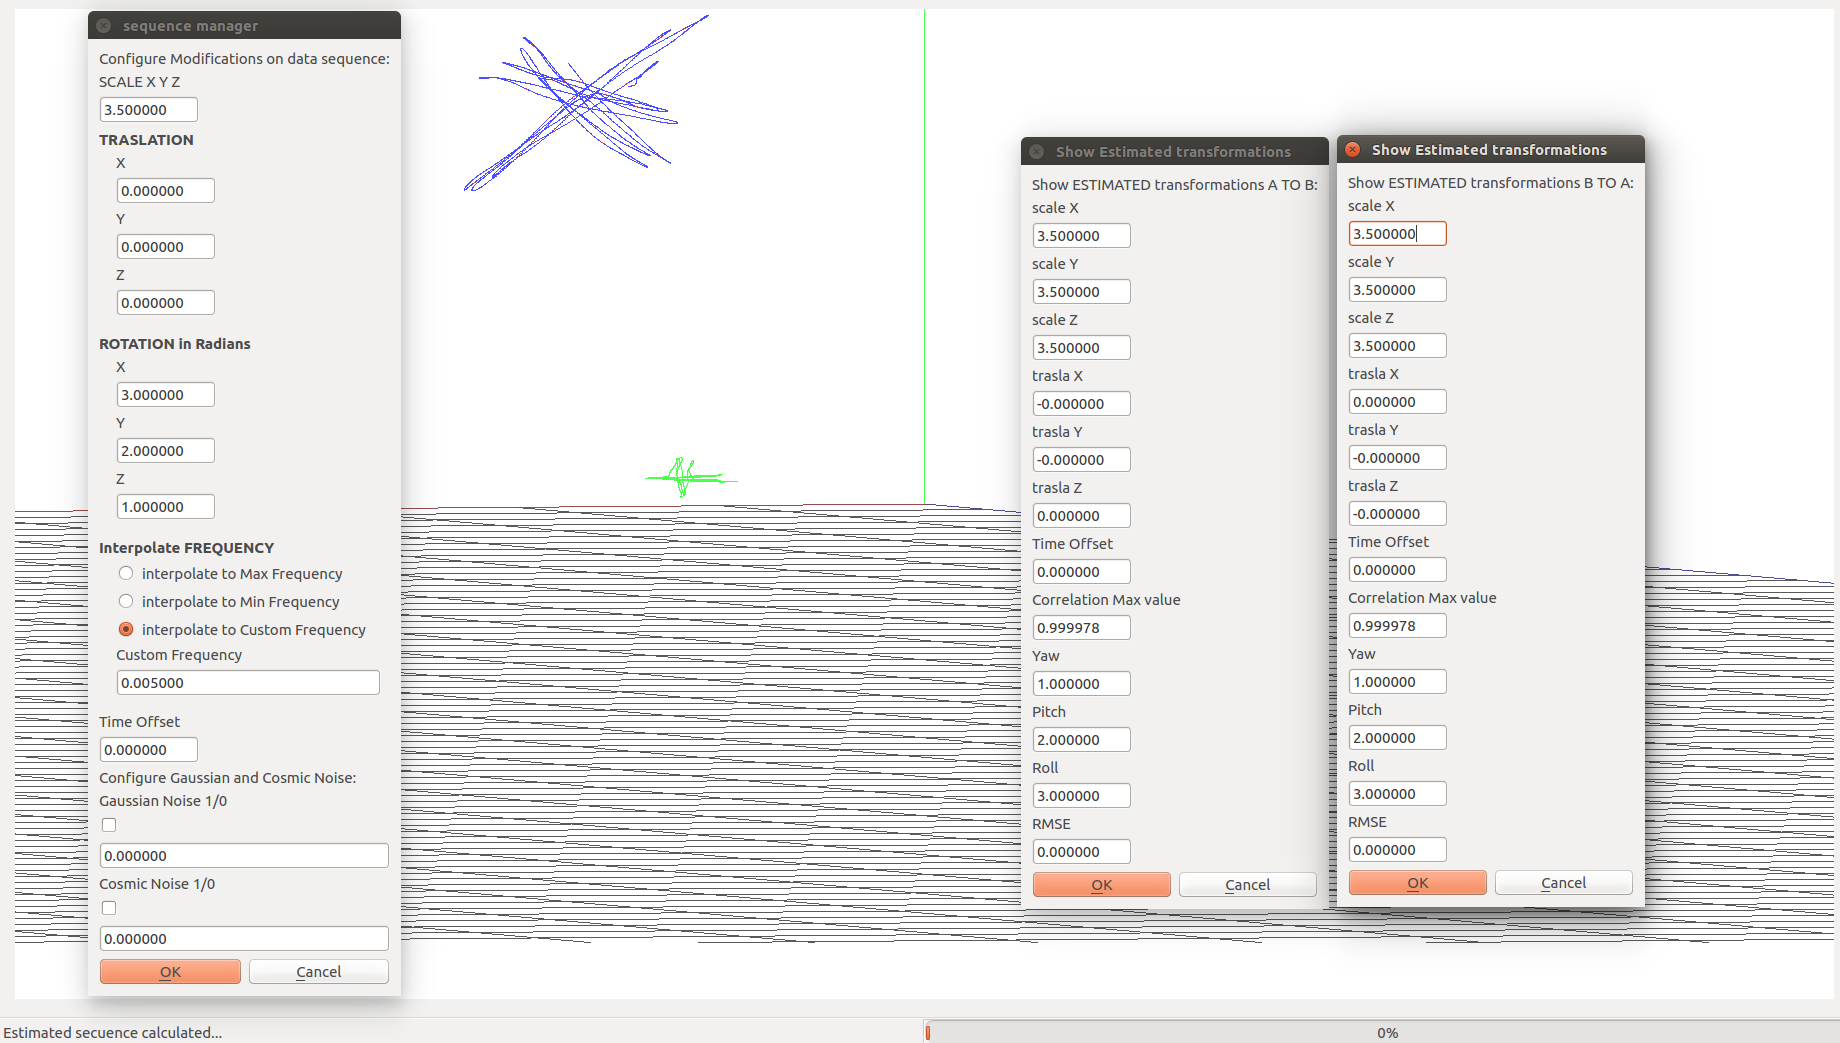 sequence manager
Configure Modifications on data sequence:
SCALE X Y Z
3.500000
TRASLATION
X
0.000000
Y
0.000000
Z
0.000000
ROTATION in Radians
X
3.000000
Y
2.000000
Z
1.000000
Interpolate FREQUENCY
interpolate to Max Frequency
interpolate to Min Frequency
interpolate to Custom Frequency
Custom Frequency
0.005000
Time Offset
0.000000
Configure Gaussian and Cosmic Noise:
Gaussian Noise 1/0
0.000000
Cosmic Noise 1/0
0.000000
OK Cancel
Show Estimated transformations
Show ESTIMATED transformations A TO B:
scale X
3.500000
scale Y
3.500000
scale Z
3.500000
trasla X
-0.000000
trasla Y
-0.000000
trasla Z
0.000000
Time Offset
0.000000
Correlation Max value
0.999978
Yaw
1.000000
Pitch
2.000000
Roll
3.000000
RMSE
0.000000
OK Cancel
Show Estimated transformations
Show ESTIMATED transformations B TO A:
scale X
3.500000
scale Y
3.500000
scale Z
3.500000
trasla X
0.000000
trasla Y
-0.000000
trasla Z
-0.000000
Time Offset
0.000000
Correlation Max value
0.999978
Yaw
1.000000
Pitch
2.000000
Roll
3.000000
RMSE
0.000000
OK Cancel
Estimated secuence calculated...
0%